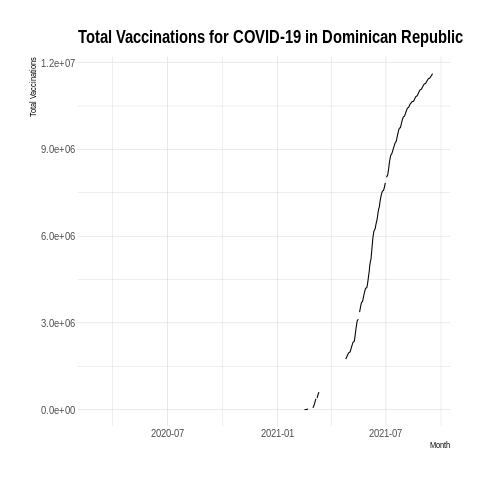 Total Vaccinations for COVID-19 in Dominican Republic
Total Vaccinations
1.2e+07
9.0e+06
6.0e+06
3.0e+06
0.0e+00
2020-07
2021-01
2021-07
Month